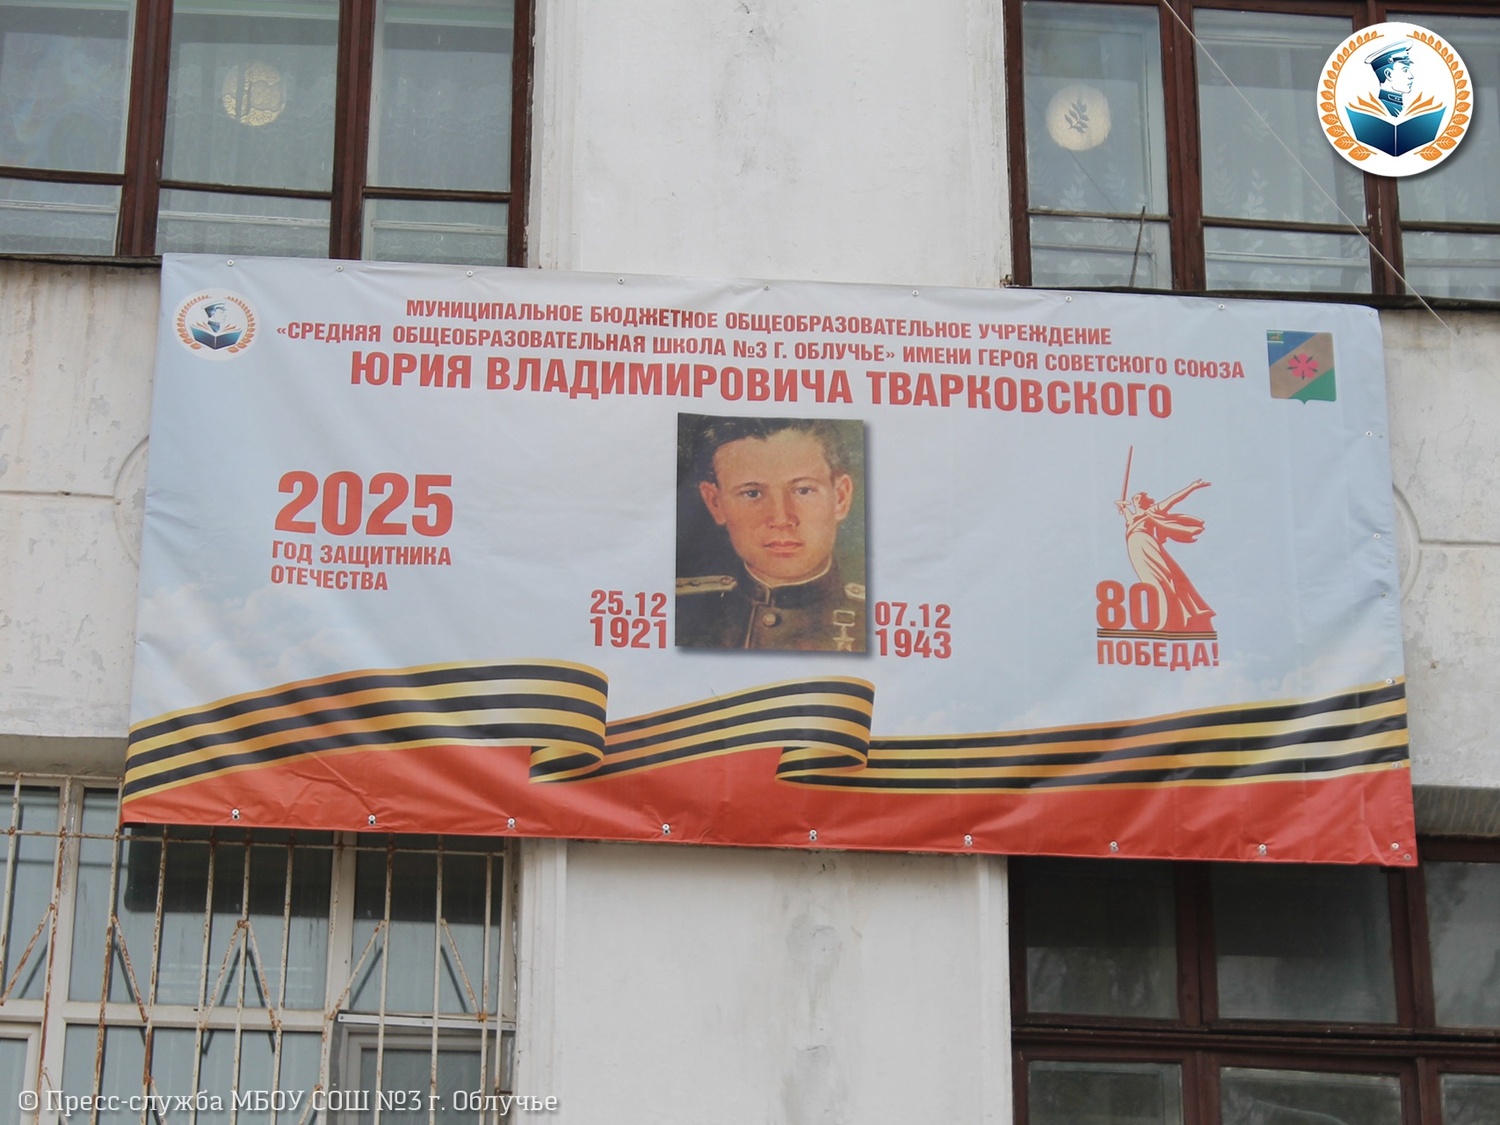 МУНИЦИПАЛЬНОЕ БЮДЖЕТНОЕ ОБЩЕОБРАЗОВАТЕЛЬНОЕ УЧРЕЖДЕНИЕ
«СРЕДНЯЯ ОБЩЕОБРАЗОВАТЕЛЬНАЯ ШКОЛА №3 Г. ОБЛУЧЬЕ» ИМЕНИ ГЕРОЯ СОВЕТСКОГО СОЮЗА
ЮРИЯ ВЛАДИМИРОВИЧА ТВАРКОВСКОГО
2025
ГОД ЗАЩИТНИКА
ОТЕЧЕСТВА
25.12
1921
07.12
1943
80
ПОБЕДА!
© Пресс-служба МБОУ СОШ №3 г. Облучье